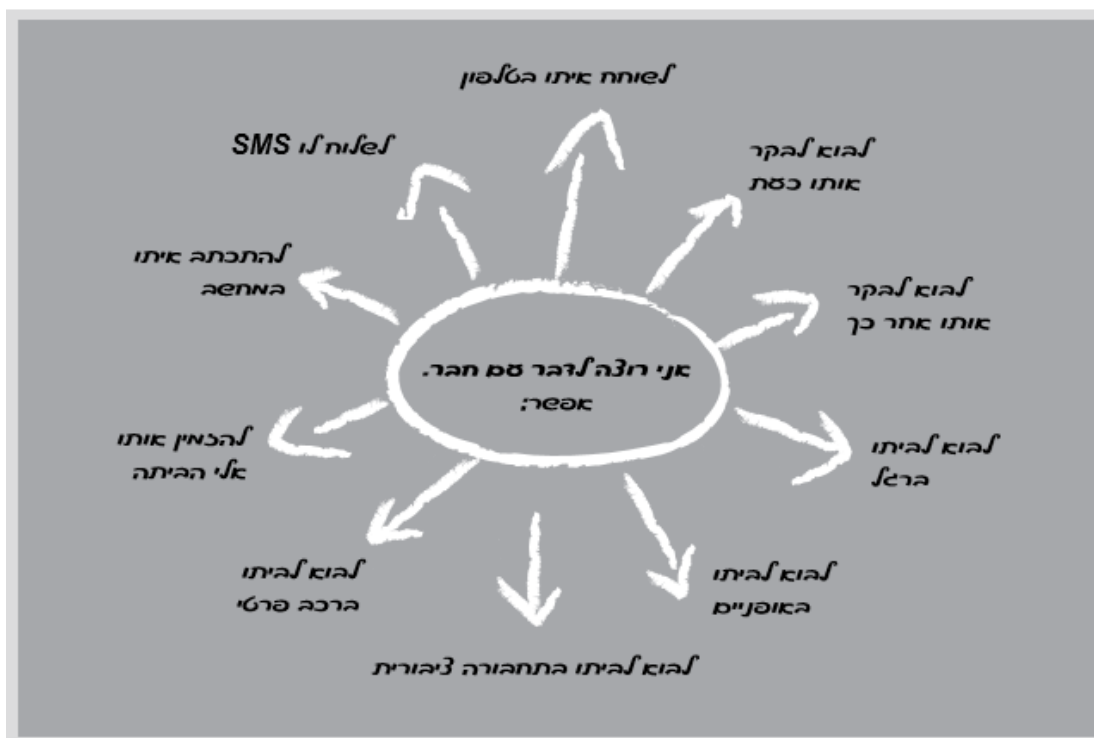 לשוחח איתו בטלפון
לבוא לבקר
אותו כעת
לבוא לבקר
אותו אחר כך
לבוא לביתו
ברגל
לבוא לביתו
באופניים
לבוא לביתו בתחבורה ציבורית
לבוא לביתו
ברכב פרטי
להזמין אותו
אלי הביתה
להתכתב איתו
במחשב
לשלוח לו SMS
אני רוצה לדבר עם חבר.
אפשר: